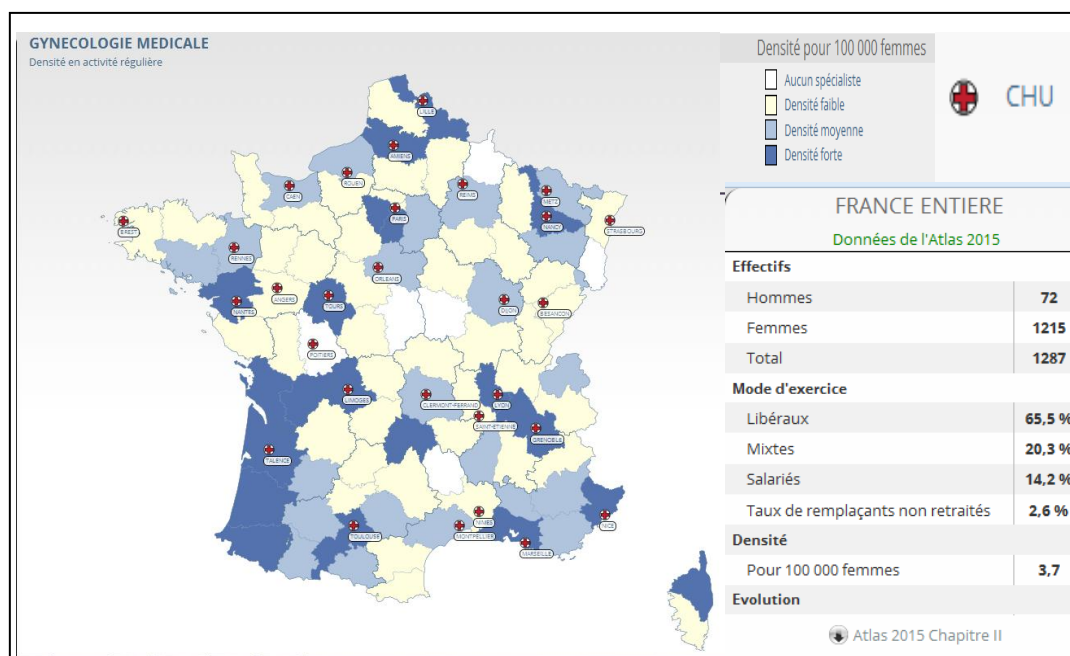 GYNECOLOGIE MEDICALE
Densité en activité régulière
LILLE
AMIENS
ROUEN
CAEN
REIMS
METZ
PARIS
NANCY
STRASBOURG
BREST
RENNES
ORLEANS
ANGERS
TOURS
NANTES
DIJON
BESANCON
POITIERS
LIMOGES
CLERMONT-FERRAND
LYON
SAINT-ETIENNE
GRENOBLE
TALENCE
NIMES
NICE
TOULOUSE
MONTPELLIER
MARSEILLE
Densité pour 100 000 femmes
Aucun spécialiste
Densité faible
Densité moyenne
Densité forte
CHU
FRANCE ENTIERE
Données de l'Atlas 2015
Effectifs
Hommes 72
Femmes 1215
Total 1287
Mode d'exercice
Libéraux 65,5 %
Mixtes 20,3 %
Salariés 14,2 %
Taux de remplaçants non retraités 2,6 %
Densité
Pour 100 000 femmes 3,7
Evolution
Atlas 2015 Chapitre II